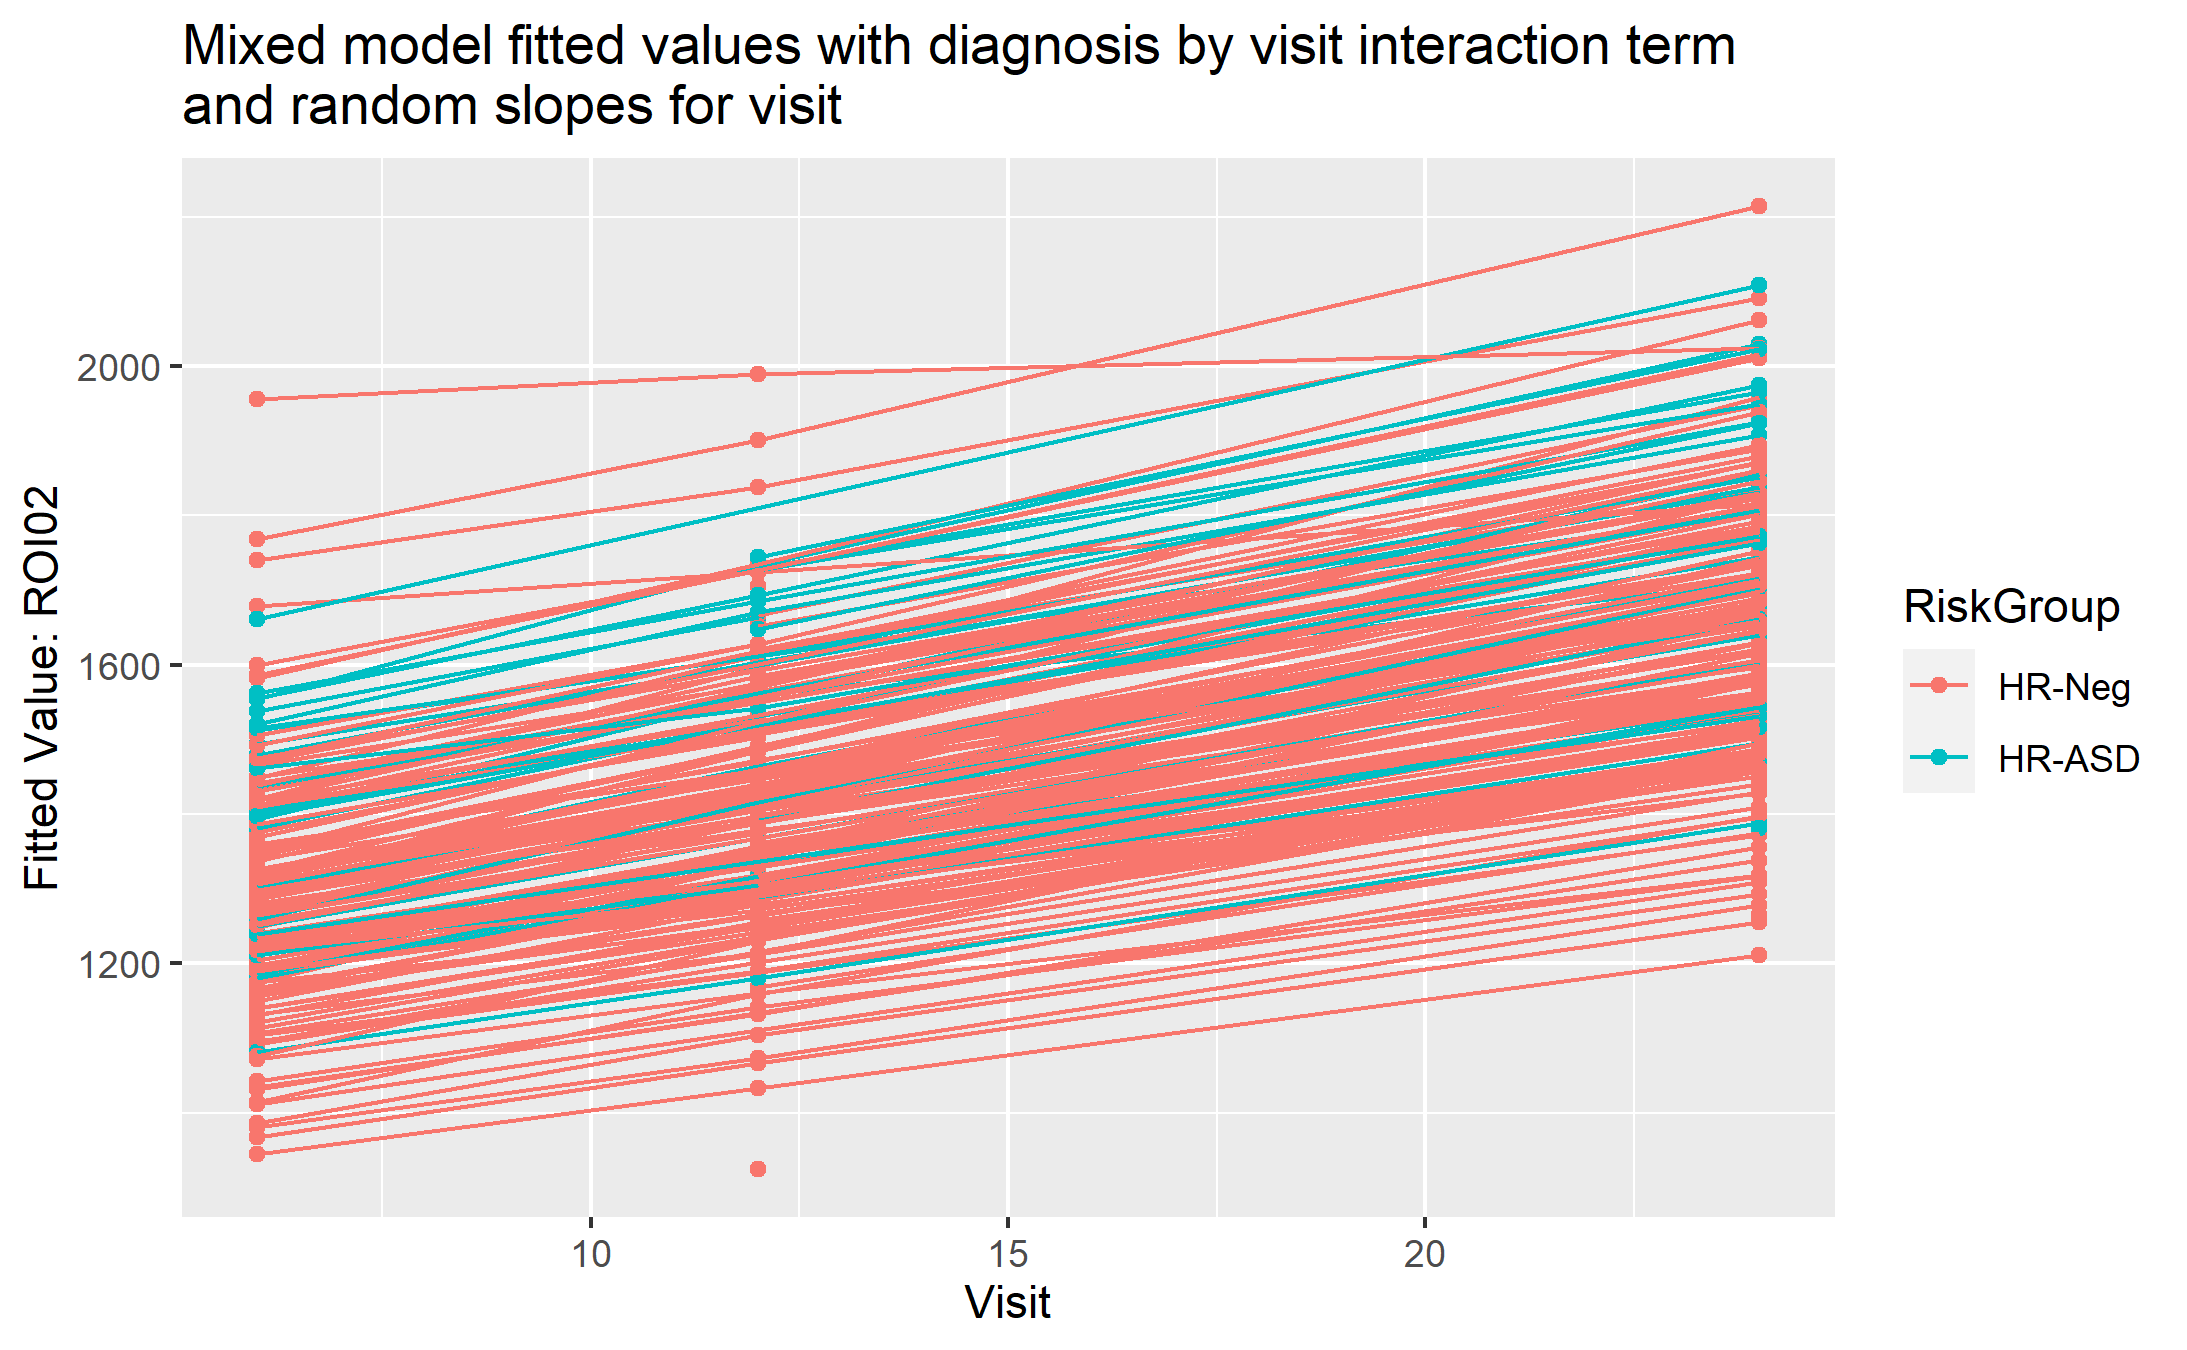 Mixed model fitted values with diagnosis by visit interaction term
and random slopes for visit
Fitted Value: ROI02
2000
1600
1200
10
15
20
Visit
RiskGroup
HR-Neg
HR-ASD